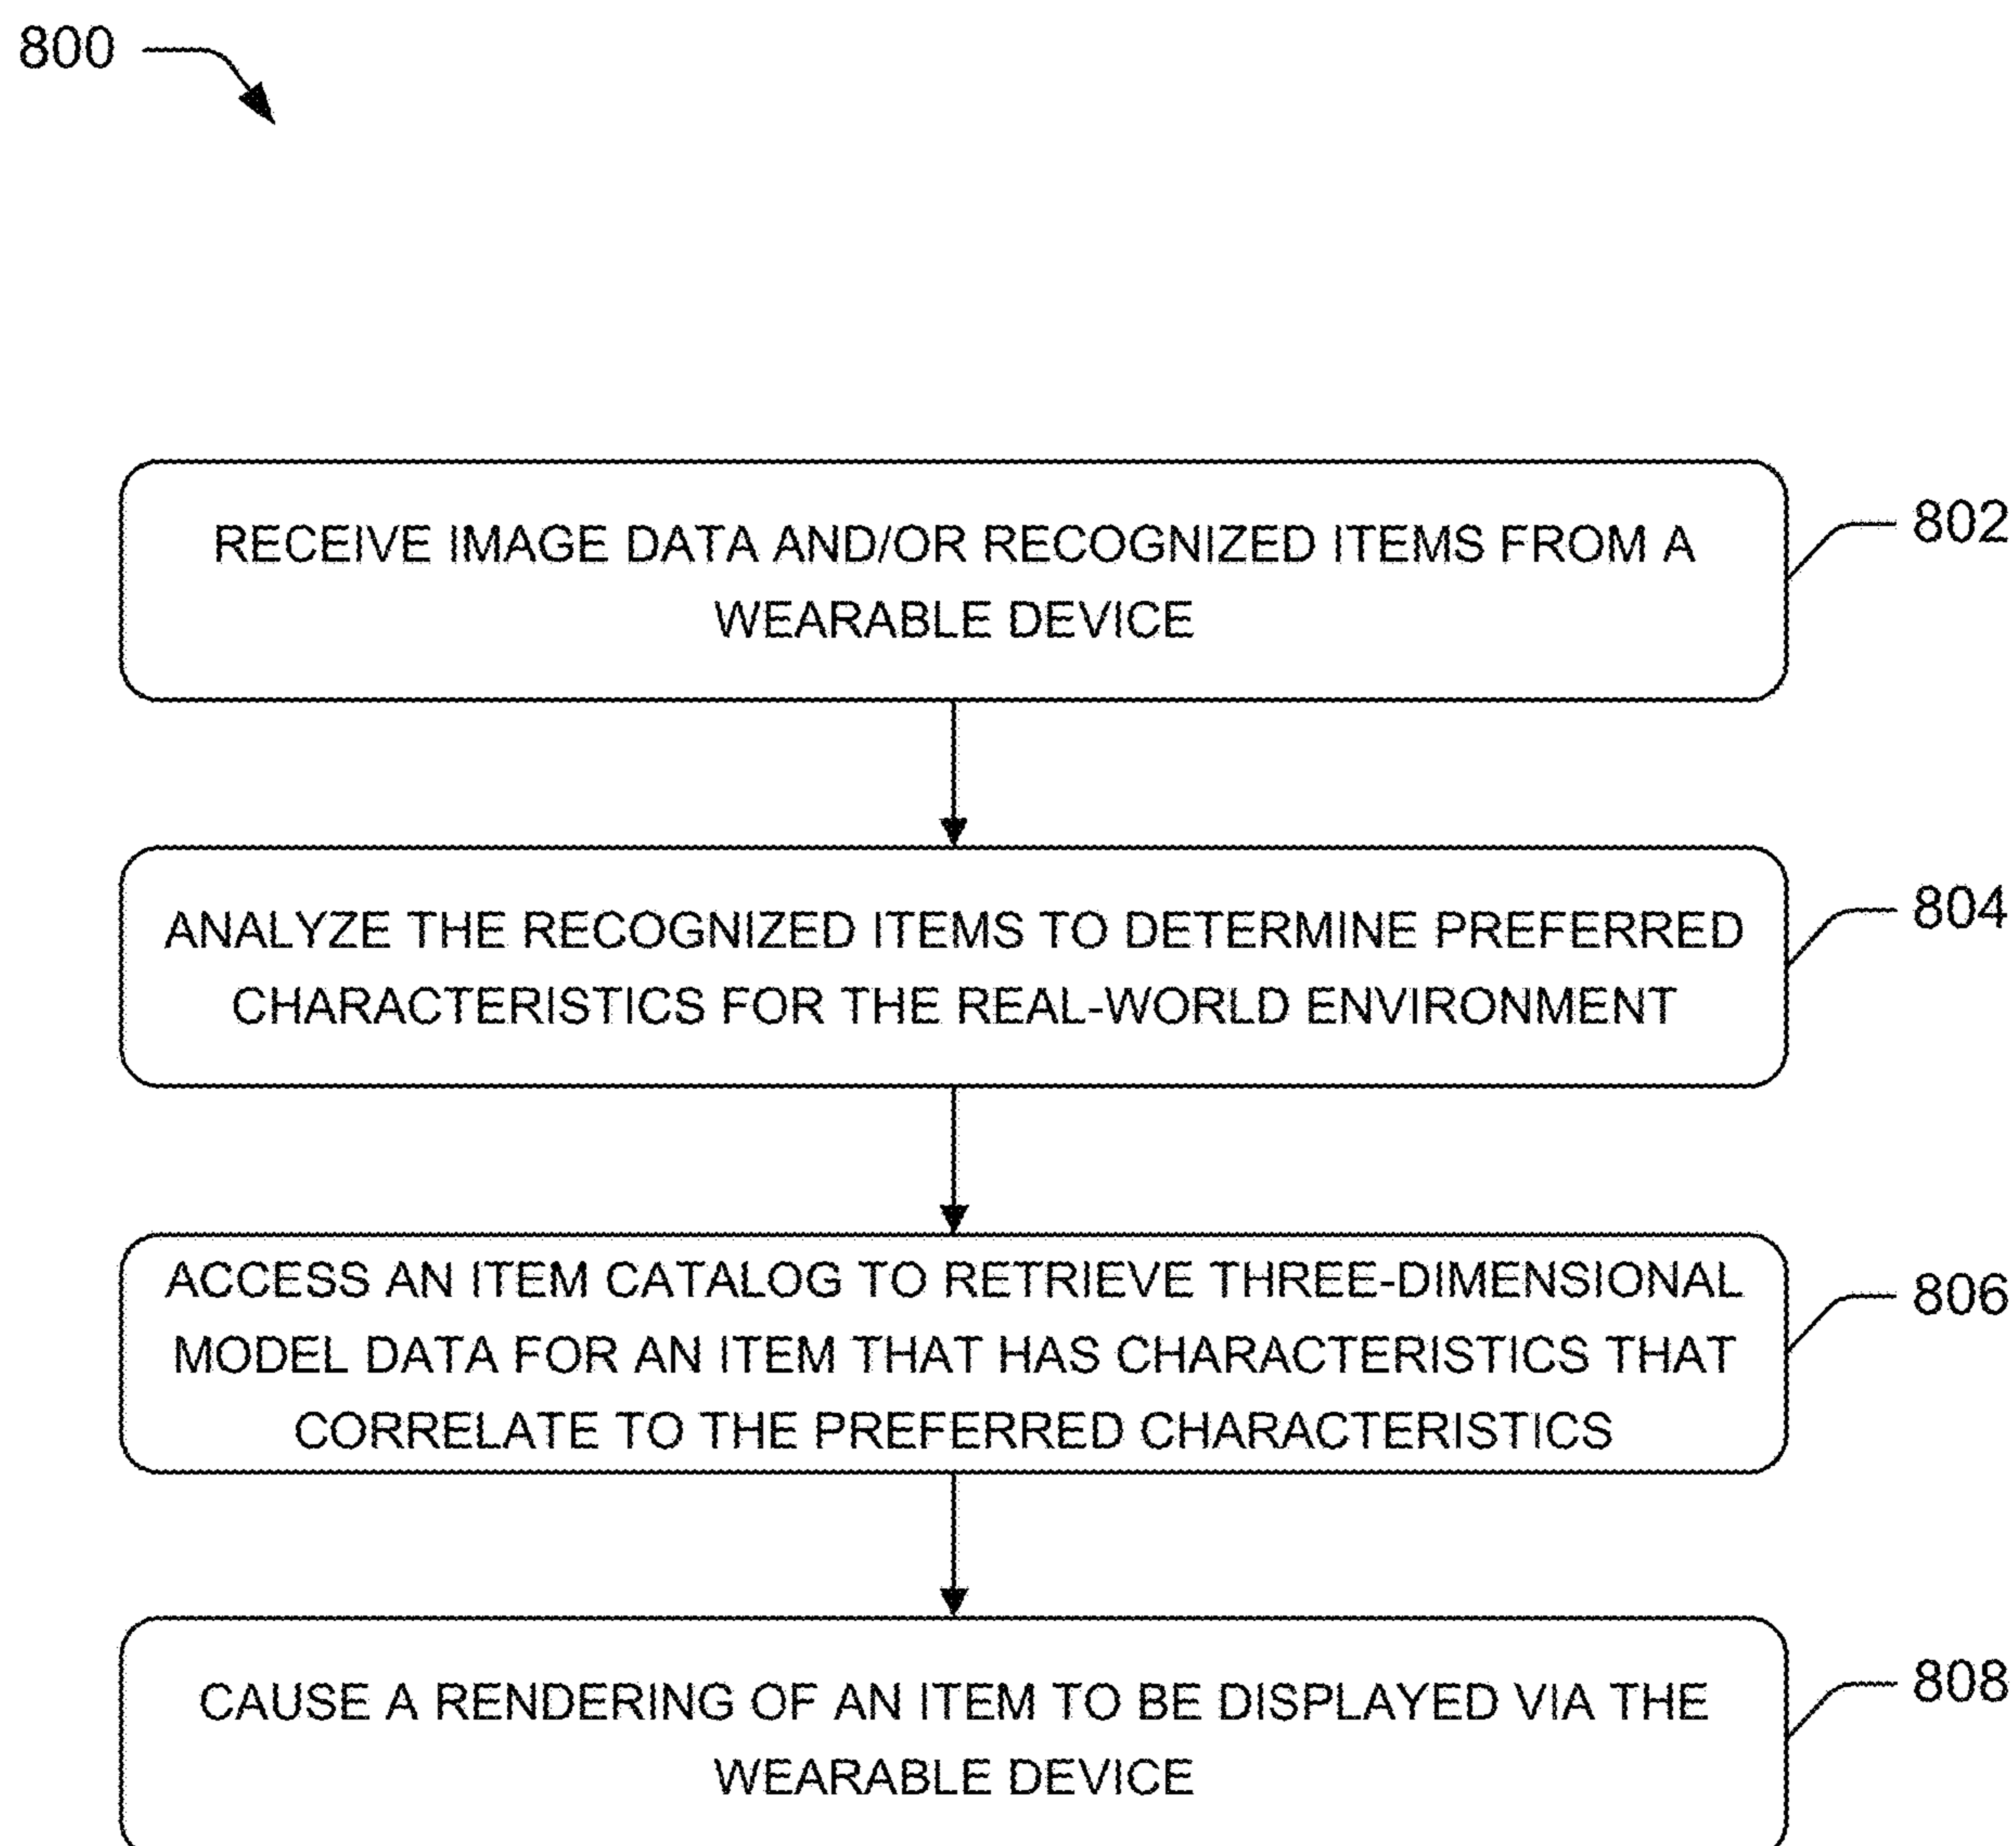 800
RECEIVE IMAGE DATA AND/OR RECOGNIZED ITEMS FROM A
WEARABLE DEVICE
802
ANALYZE THE RECOGNIZED ITEMS TO DETERMINE PREFERRED
CHARACTERISTICS FOR THE REAL-WORLD ENVIRONMENT
804
ACCESS AN ITEM CATALOG TO RETRIEVE THREE-DIMENSIONAL
MODEL DATA FOR AN ITEM THAT HAS CHARACTERISTICS THAT
CORRELATE TO THE PREFERRED CHARACTERISTICS
806
CAUSE A RENDERING OF AN ITEM TO BE DISPLAYED VIA THE
WEARABLE DEVICE
808